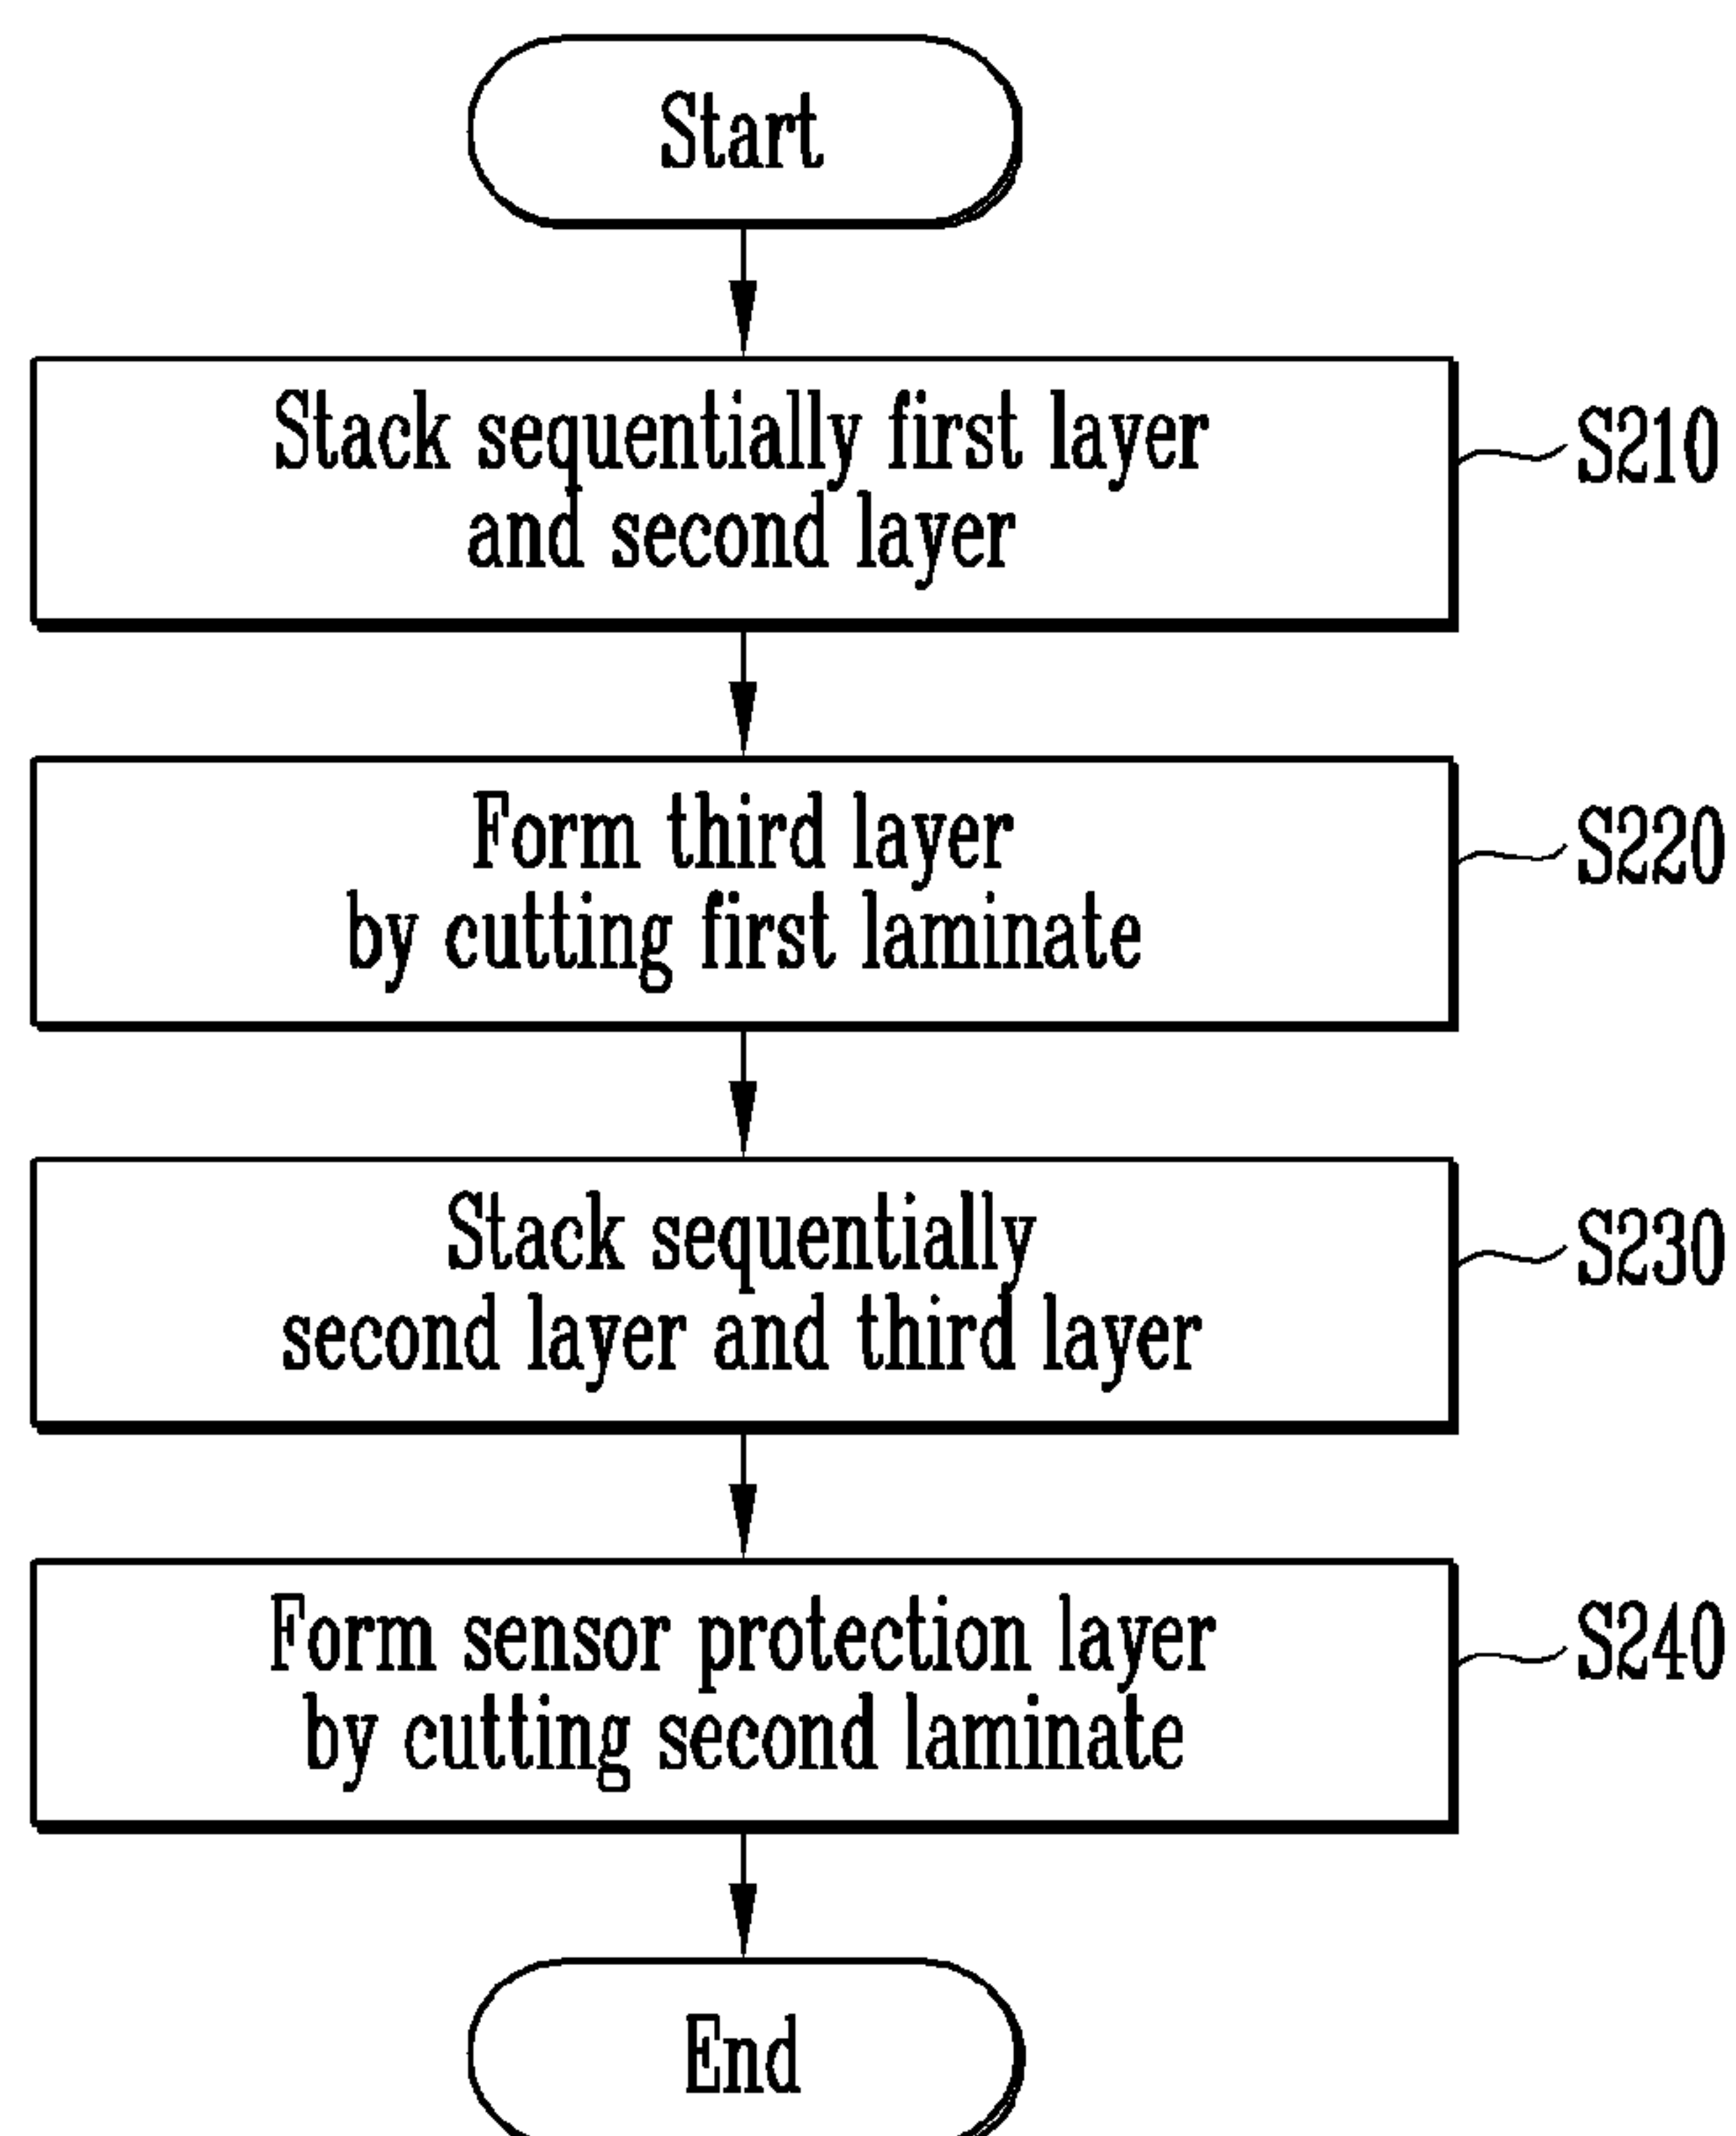 Start
Stack sequentially first layer
and second layer
S210
Form third layer
by cutting first laminate
S220
Stack sequentially
second layer and third layer
S230
Form sensor protection layer
by cutting second laminate
S240
End